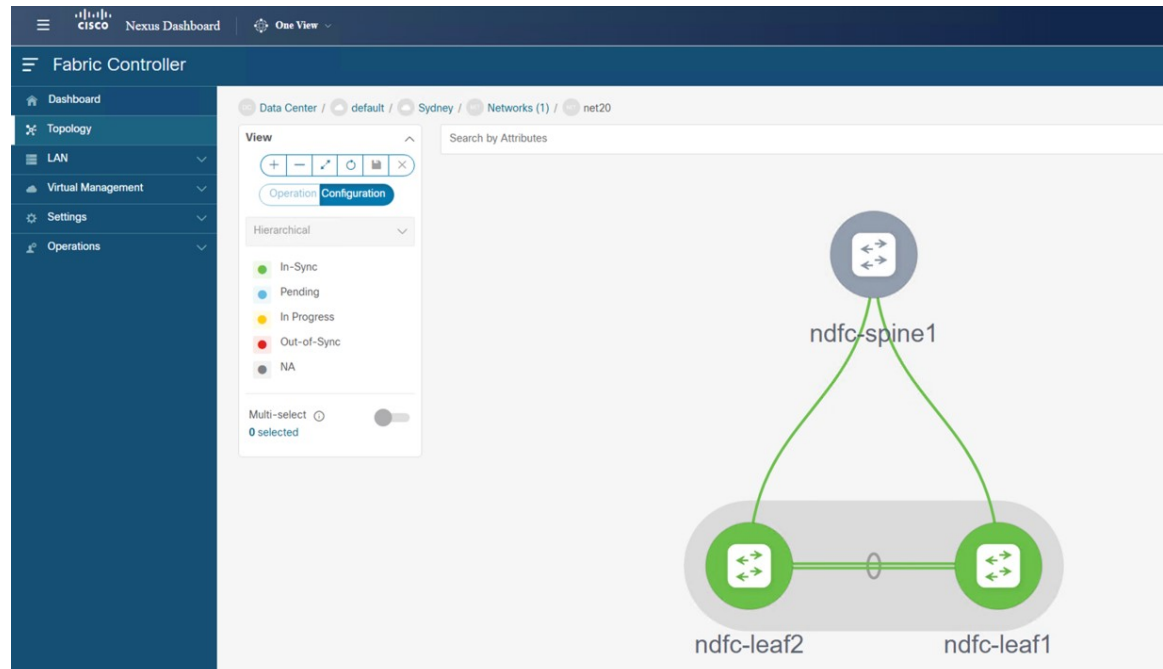 CISCO Nexus Dashboard One View
Fabric Controller
Dashboard
Topology
LAN
Virtual Management
Settings
Operations
Data Center / default / Sydney / Networks (1) / net20
View
Search by Attributes
+ −
Operation Configuration
Hierarchical
In-Sync
Pending
In Progress
Out-of-Sync
NA
Multi-select
0 selected
ndfc-spine1
ndfc-leaf2 ndfc-leaf1